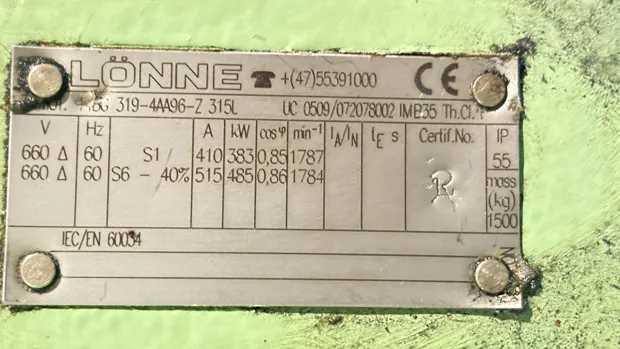 LÖNNE ☎ +(47)55391000 CE
319-4AA96-Z 315L UC 0509/072078002 IMB35 Th.Cl.
V Hz A kW cosφ min⁻¹ IA/IN tE s Certif.No. IP
660 Δ 60 S1 410 383 0,85 1787 55
660 Δ 60 S6 - 40% 515 485 0,86 1784 mass
(kg)
1500
IEC/EN 60034